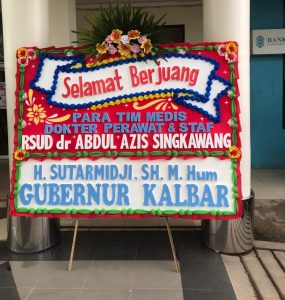 Selamat Berjuang
PARA TIM MEDIS
DOKTER PERAWAT & STAF
RSUD dr ABDUL AZIS SINGKAWANG
H. SUTARMIDJI, SH. M. Hum
GUBERNUR KALBAR
BANK